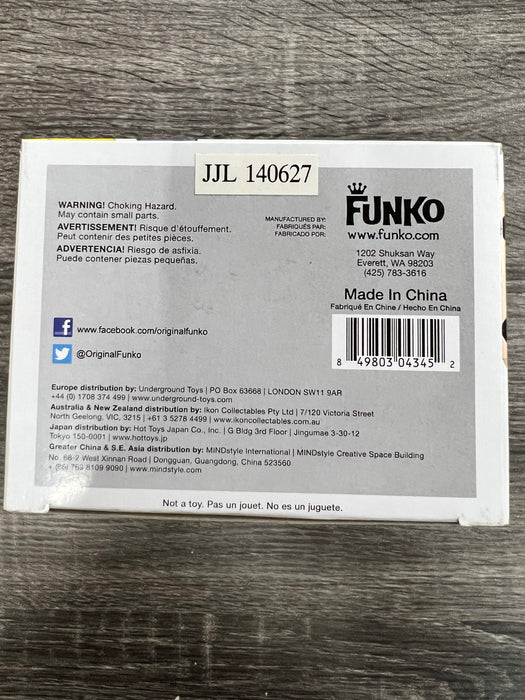 JJL 140627
WARNING! Choking Hazard.
May contain small parts.
AVERTISSEMENT! Risque d'étouffement.
Peut contenir des petites pièces.
ADVERTENCIA! Riesgo de asfixia.
Puede contener piezas pequeñas.
MANUFACTURED BY:
FABRIQUÉS PAR:
FABRICADO POR:
FUNKO
www.funko.com
1202 Shuksan Way
Everett, WA 98203
(425) 783-3616
Made In China
Fabriqué En Chine / Hecho En China
8 49803 04345 2
www.facebook.com/originalfunko
@OriginalFunko
Europe distribution by: Underground Toys | PO Box 63668 | LONDON SW11 9AR
+44 (0) 1708 374 499 | www.underground-toys.com
Australia & New Zealand distribution by: Ikon Collectables Pty Ltd | 7/120 Victoria Street
North Geelong, VIC, 3215 | +61 3 5278 4499 | www.ikoncollectables.com.au
Japan distribution by: Hot Toys Japan Co., Inc. | G Bldg 3rd Floor | Jingumae 3-30-12
Tokyo 150-0001 | www.hottoys.jp
Greater China & S.E. Asia distribution by: MINDstyle International | MINDstyle Creative Space Building
No. 68-2 West Xinnan Road | Dongguan, Guangdong, China 523560
+ (86) 769 8109 9090 | www.mindstyle.com
Not a toy. Pas un jouet. No es un juguete.